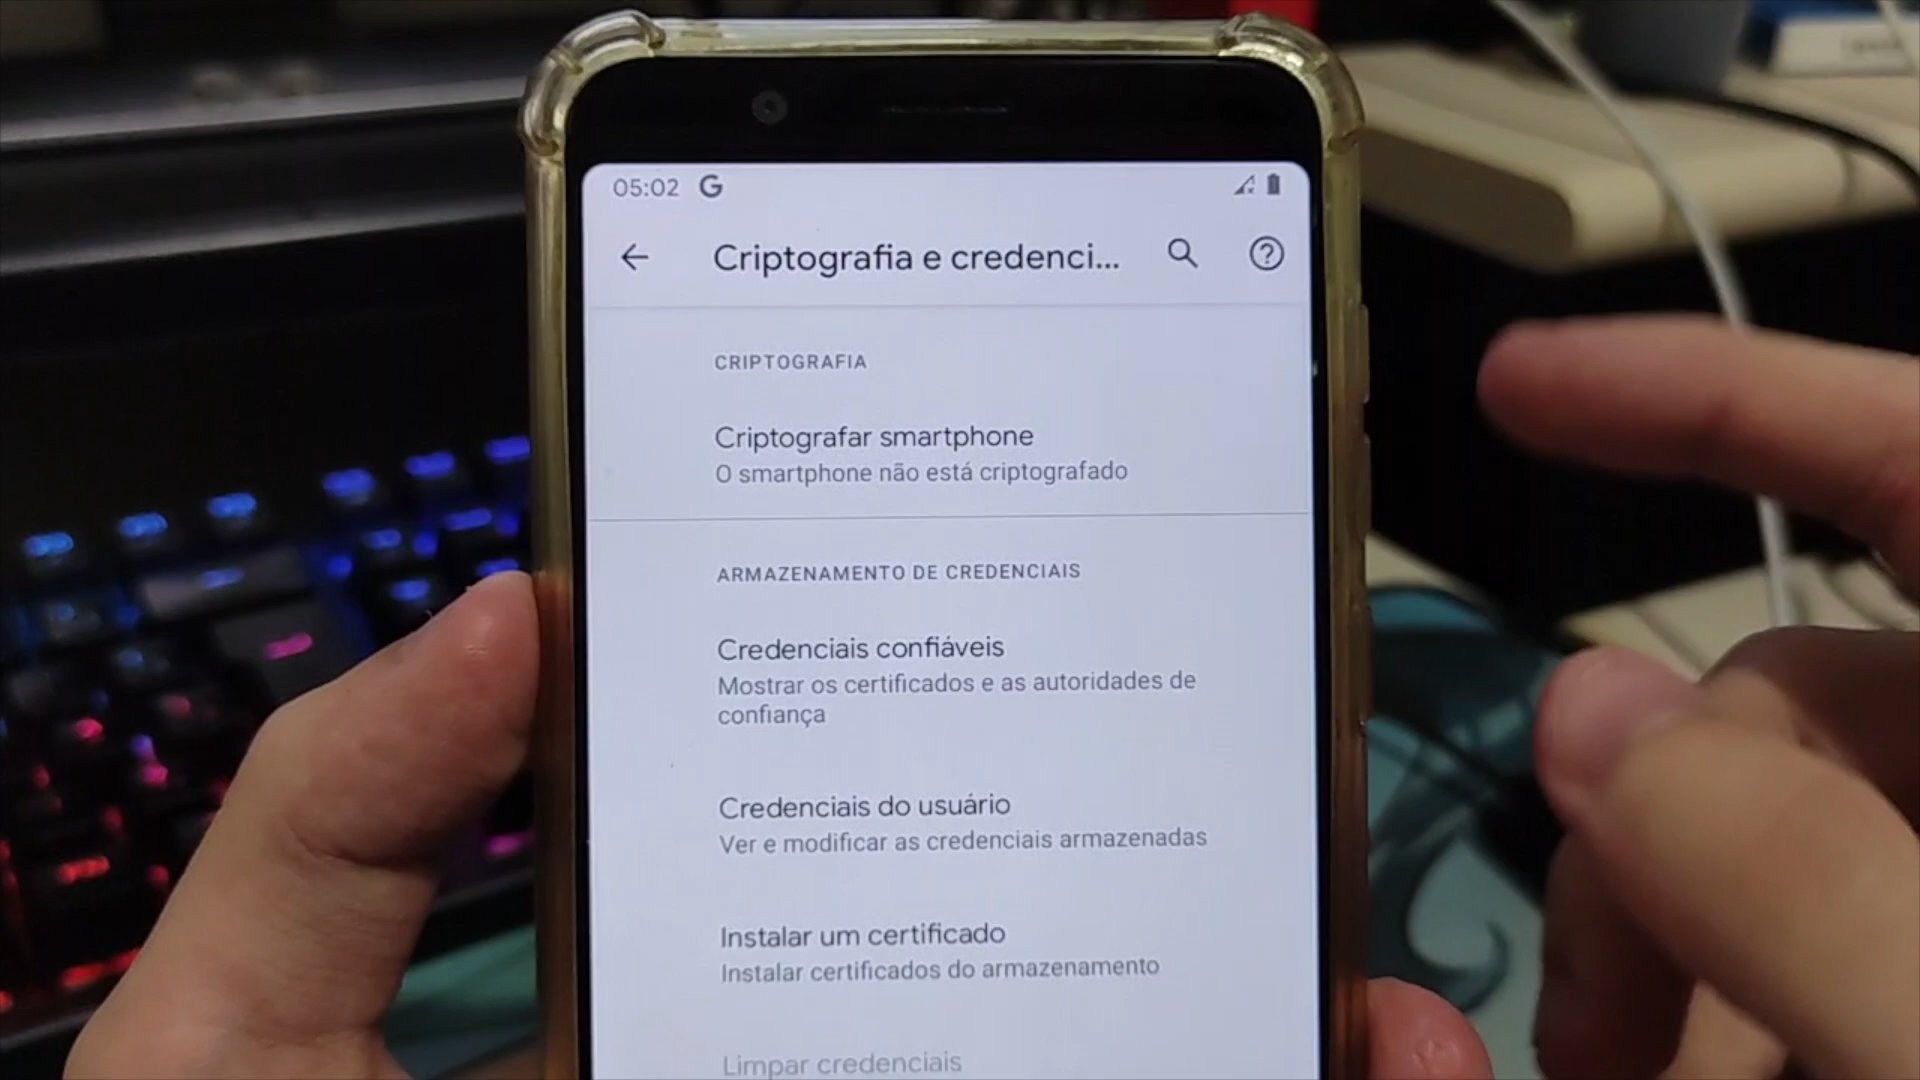 05:02 G
Criptografia e credenci...
CRIPTOGRAFIA
Criptografar smartphone
O smartphone não está criptografado
ARMAZENAMENTO DE CREDENCIAIS
Credenciais confiáveis
Mostrar os certificados e as autoridades de
confiança
Credenciais do usuário
Ver e modificar as credenciais armazenadas
Instalar um certificado
Instalar certificados do armazenamento
Limpar credenciais